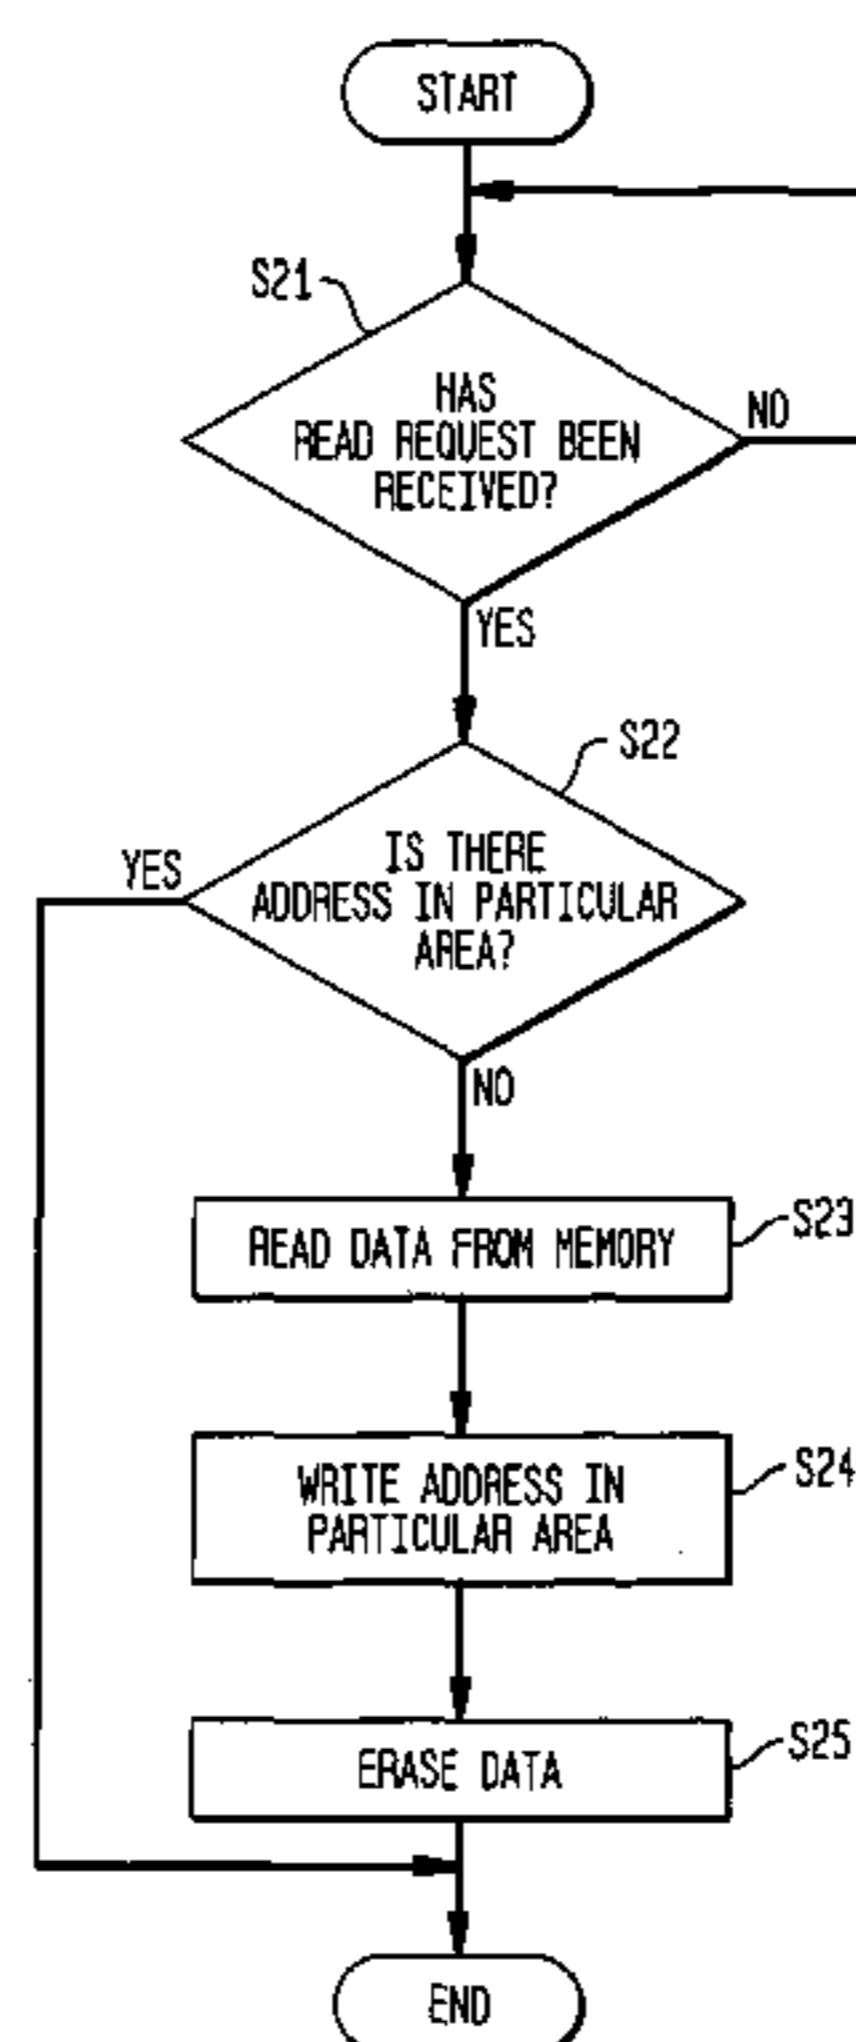 START
S21
HAS
READ REQUEST BEEN
RECEIVED?
NO
YES
S22
IS THERE
ADDRESS IN PARTICULAR
AREA?
YES
NO
READ DATA FROM MEMORY
S23
WRITE ADDRESS IN
PARTICULAR AREA
S24
ERASE DATA
S25
END